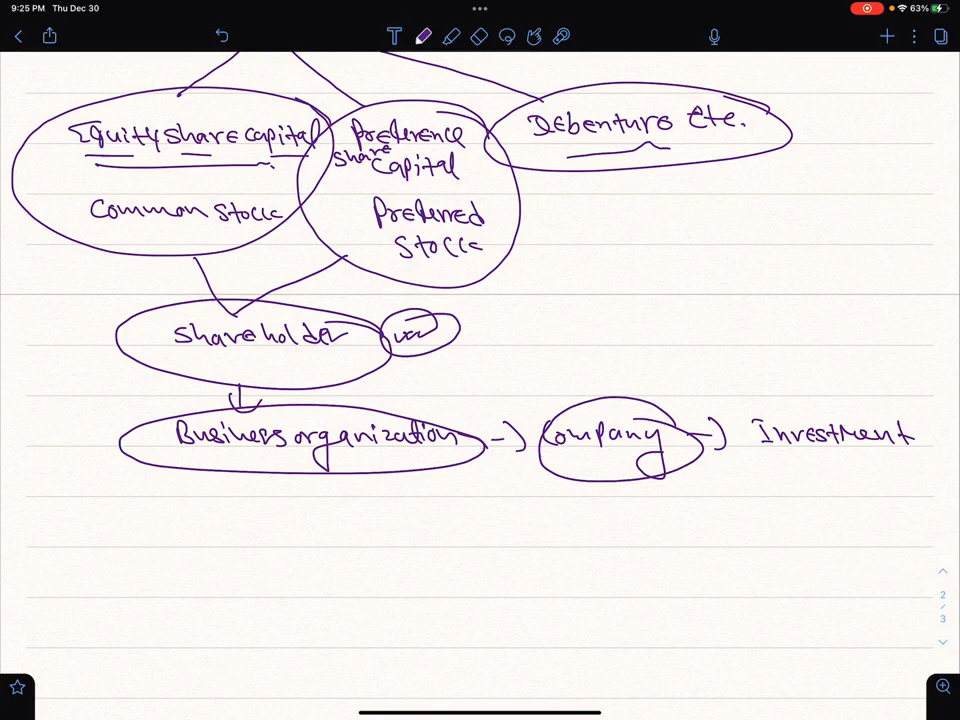 9:25 PM Thu Dec 30
63%
Equity share capital
Preference
share capital
Debenture Etc.
Common stock
Preferred
stock
shareholder
Business organization → Company → Investment
2
/
3